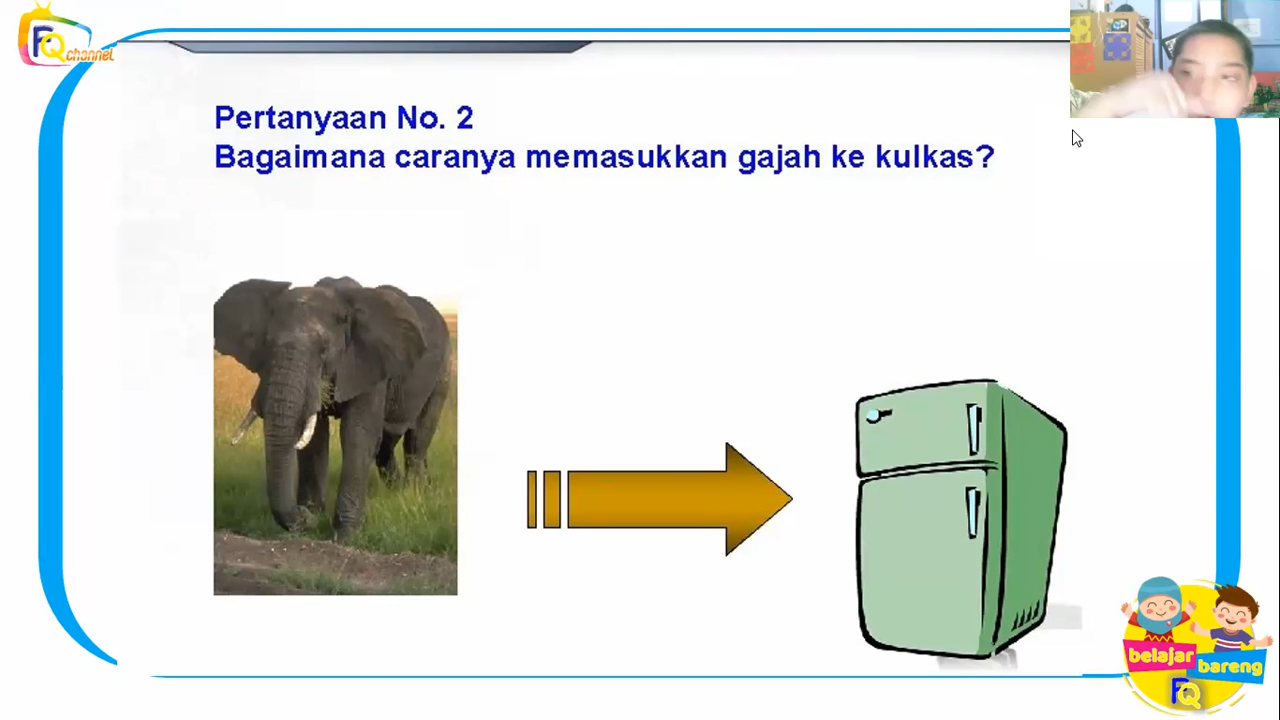 FQ channel
Pertanyaan No. 2
Bagaimana caranya memasukkan gajah ke kulkas?
belajar
bareng
FQ